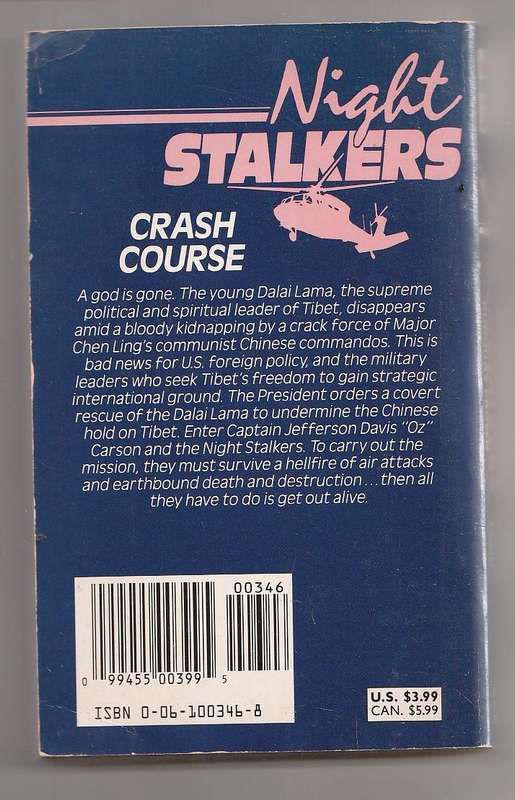 Night
STALKERS
CRASH
COURSE
A god is gone. The young Dalai Lama, the supreme
political and spiritual leader of Tibet, disappears
amid a bloody kidnapping by a crack force of Major
Chen Ling's communist Chinese commandos. This is
bad news for U.S. foreign policy, and the military
leaders who seek Tibet's freedom to gain strategic
international ground. The President orders a covert
rescue of the Dalai Lama to undermine the Chinese
hold on Tibet. Enter Captain Jefferson Davis "Oz"
Carson and the Night Stalkers. To carry out the
mission, they must survive a hellfire of air attacks
and earthbound death and destruction...then all
they have to do is get out alive.
00346
0 99455 00399 5
ISBN 0-06-100346-8
U.S. $3.99
CAN. $5.99